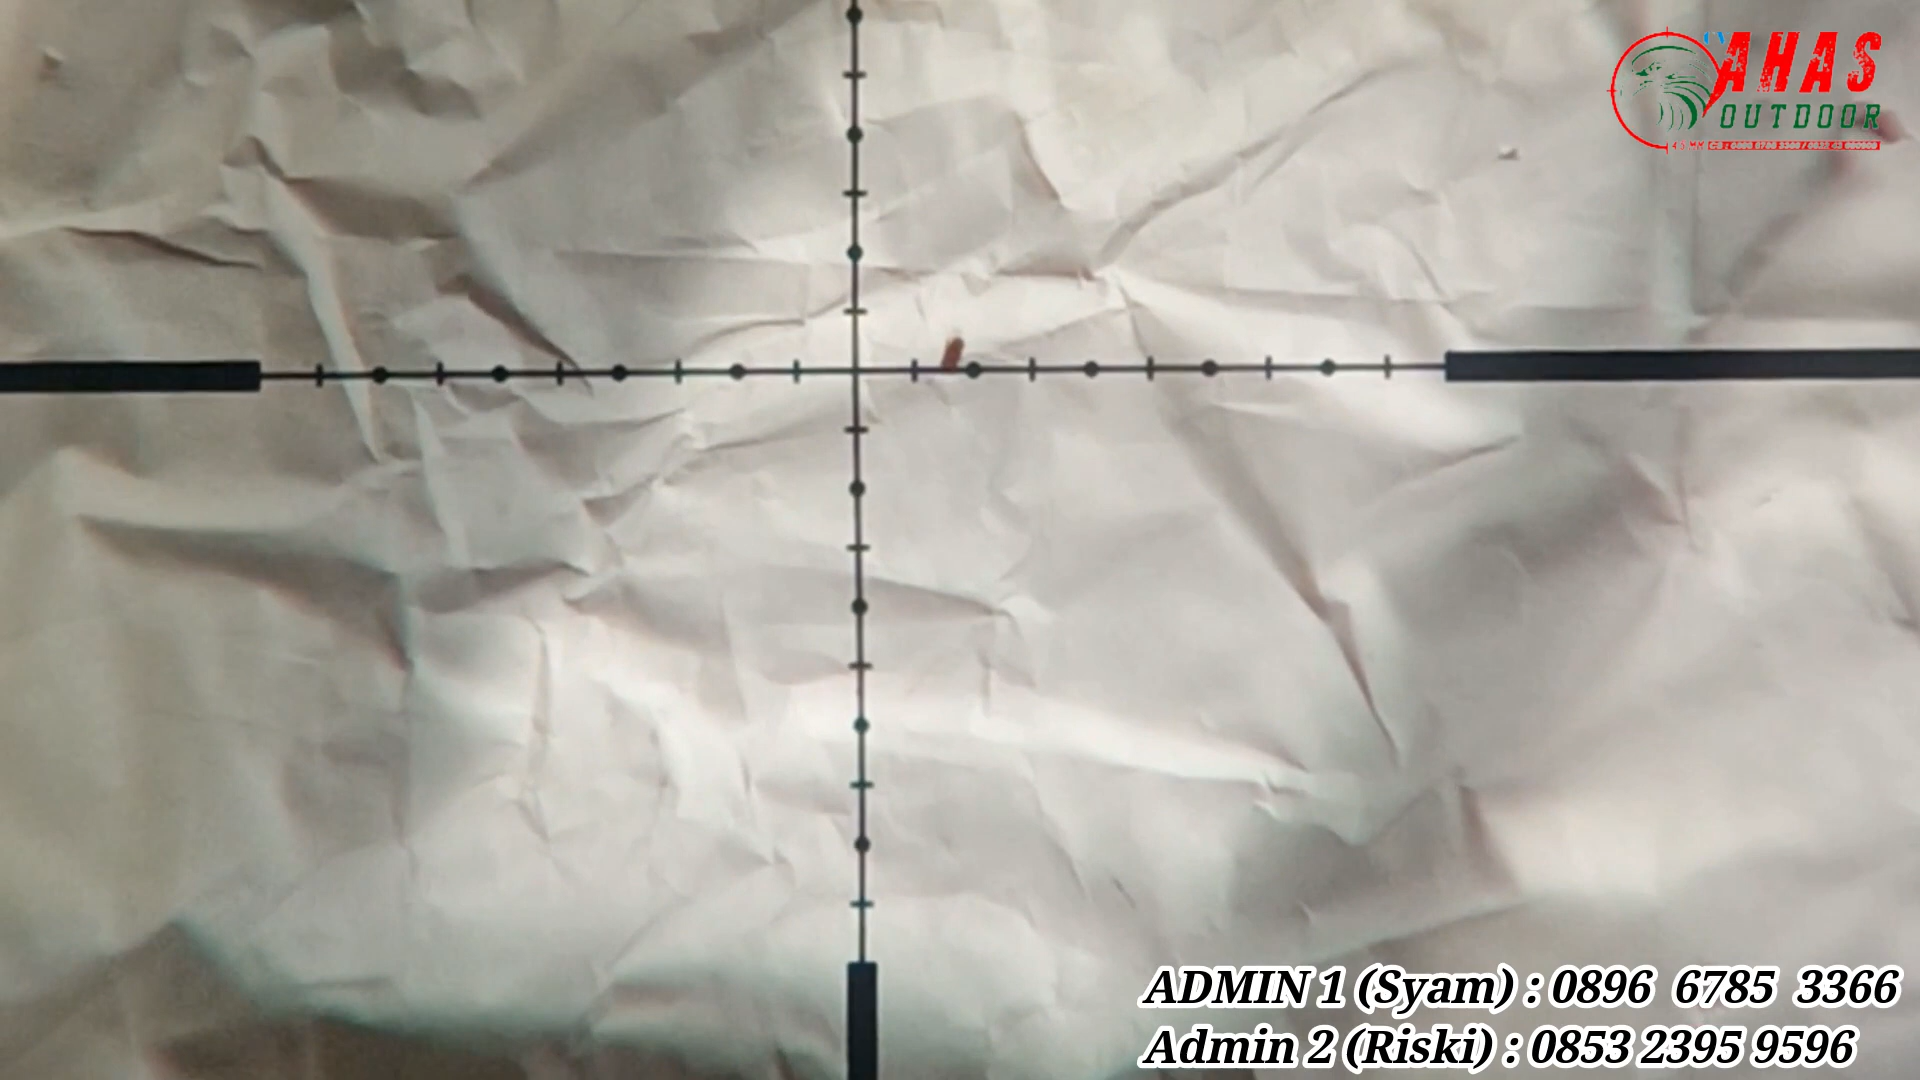 AHAS
OUTDOOR
ADMIN 1 (Syam) : 0896 6785 3366
Admin 2 (Riski) : 0853 2395 9596